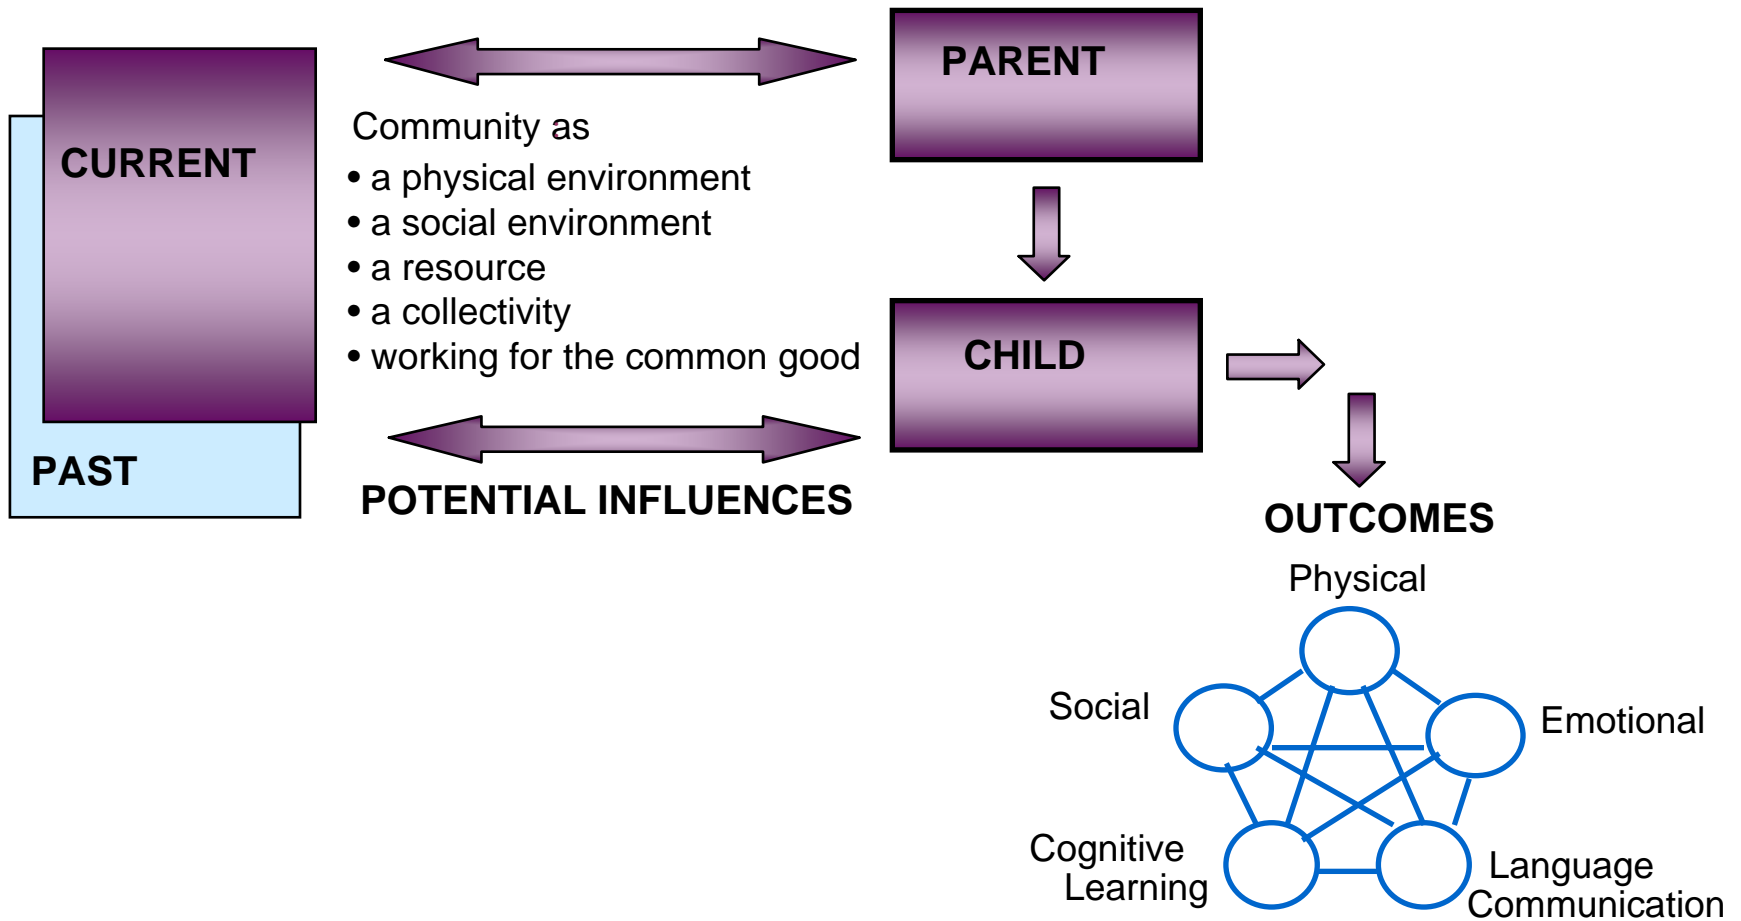 CURRENT
PAST
Community as
• a physical environment
• a social environment
• a resource
• a collectivity
• working for the common good
POTENTIAL INFLUENCES
PARENT
CHILD
OUTCOMES
Physical
Social
Emotional
Cognitive
Learning
Language
Communication